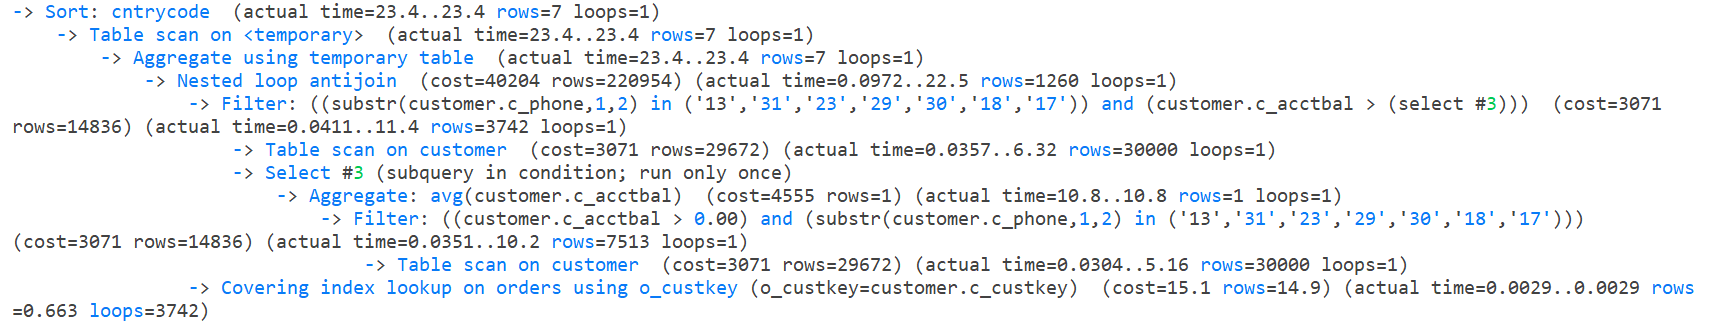 -> Sort: cntrycode  (actual time=23.4..23.4 rows=7 loops=1)
    -> Table scan on <temporary>  (actual time=23.4..23.4 rows=7 loops=1)
        -> Aggregate using temporary table  (actual time=23.4..23.4 rows=7 loops=1)
            -> Nested loop antijoin  (cost=40204 rows=220954) (actual time=0.0972..22.5 rows=1260 loops=1)
                -> Filter: ((substr(customer.c_phone,1,2) in ('13','31','23','29','30','18','17')) and (customer.c_acctbal > (select #3)))  (cost=3071
rows=14836) (actual time=0.0411..11.4 rows=3742 loops=1)
                    -> Table scan on customer  (cost=3071 rows=29672) (actual time=0.0357..6.32 rows=30000 loops=1)
                    -> Select #3 (subquery in condition; run only once)
                        -> Aggregate: avg(customer.c_acctbal)  (cost=4555 rows=1) (actual time=10.8..10.8 rows=1 loops=1)
                            -> Filter: ((customer.c_acctbal > 0.00) and (substr(customer.c_phone,1,2) in ('13','31','23','29','30','18','17')))
(cost=3071 rows=14836) (actual time=0.0351..10.2 rows=7513 loops=1)
                                -> Table scan on customer  (cost=3071 rows=29672) (actual time=0.0304..5.16 rows=30000 loops=1)
                -> Covering index lookup on orders using o_custkey (o_custkey=customer.c_custkey)  (cost=15.1 rows=14.9) (actual time=0.0029..0.0029 rows
=0.663 loops=3742)